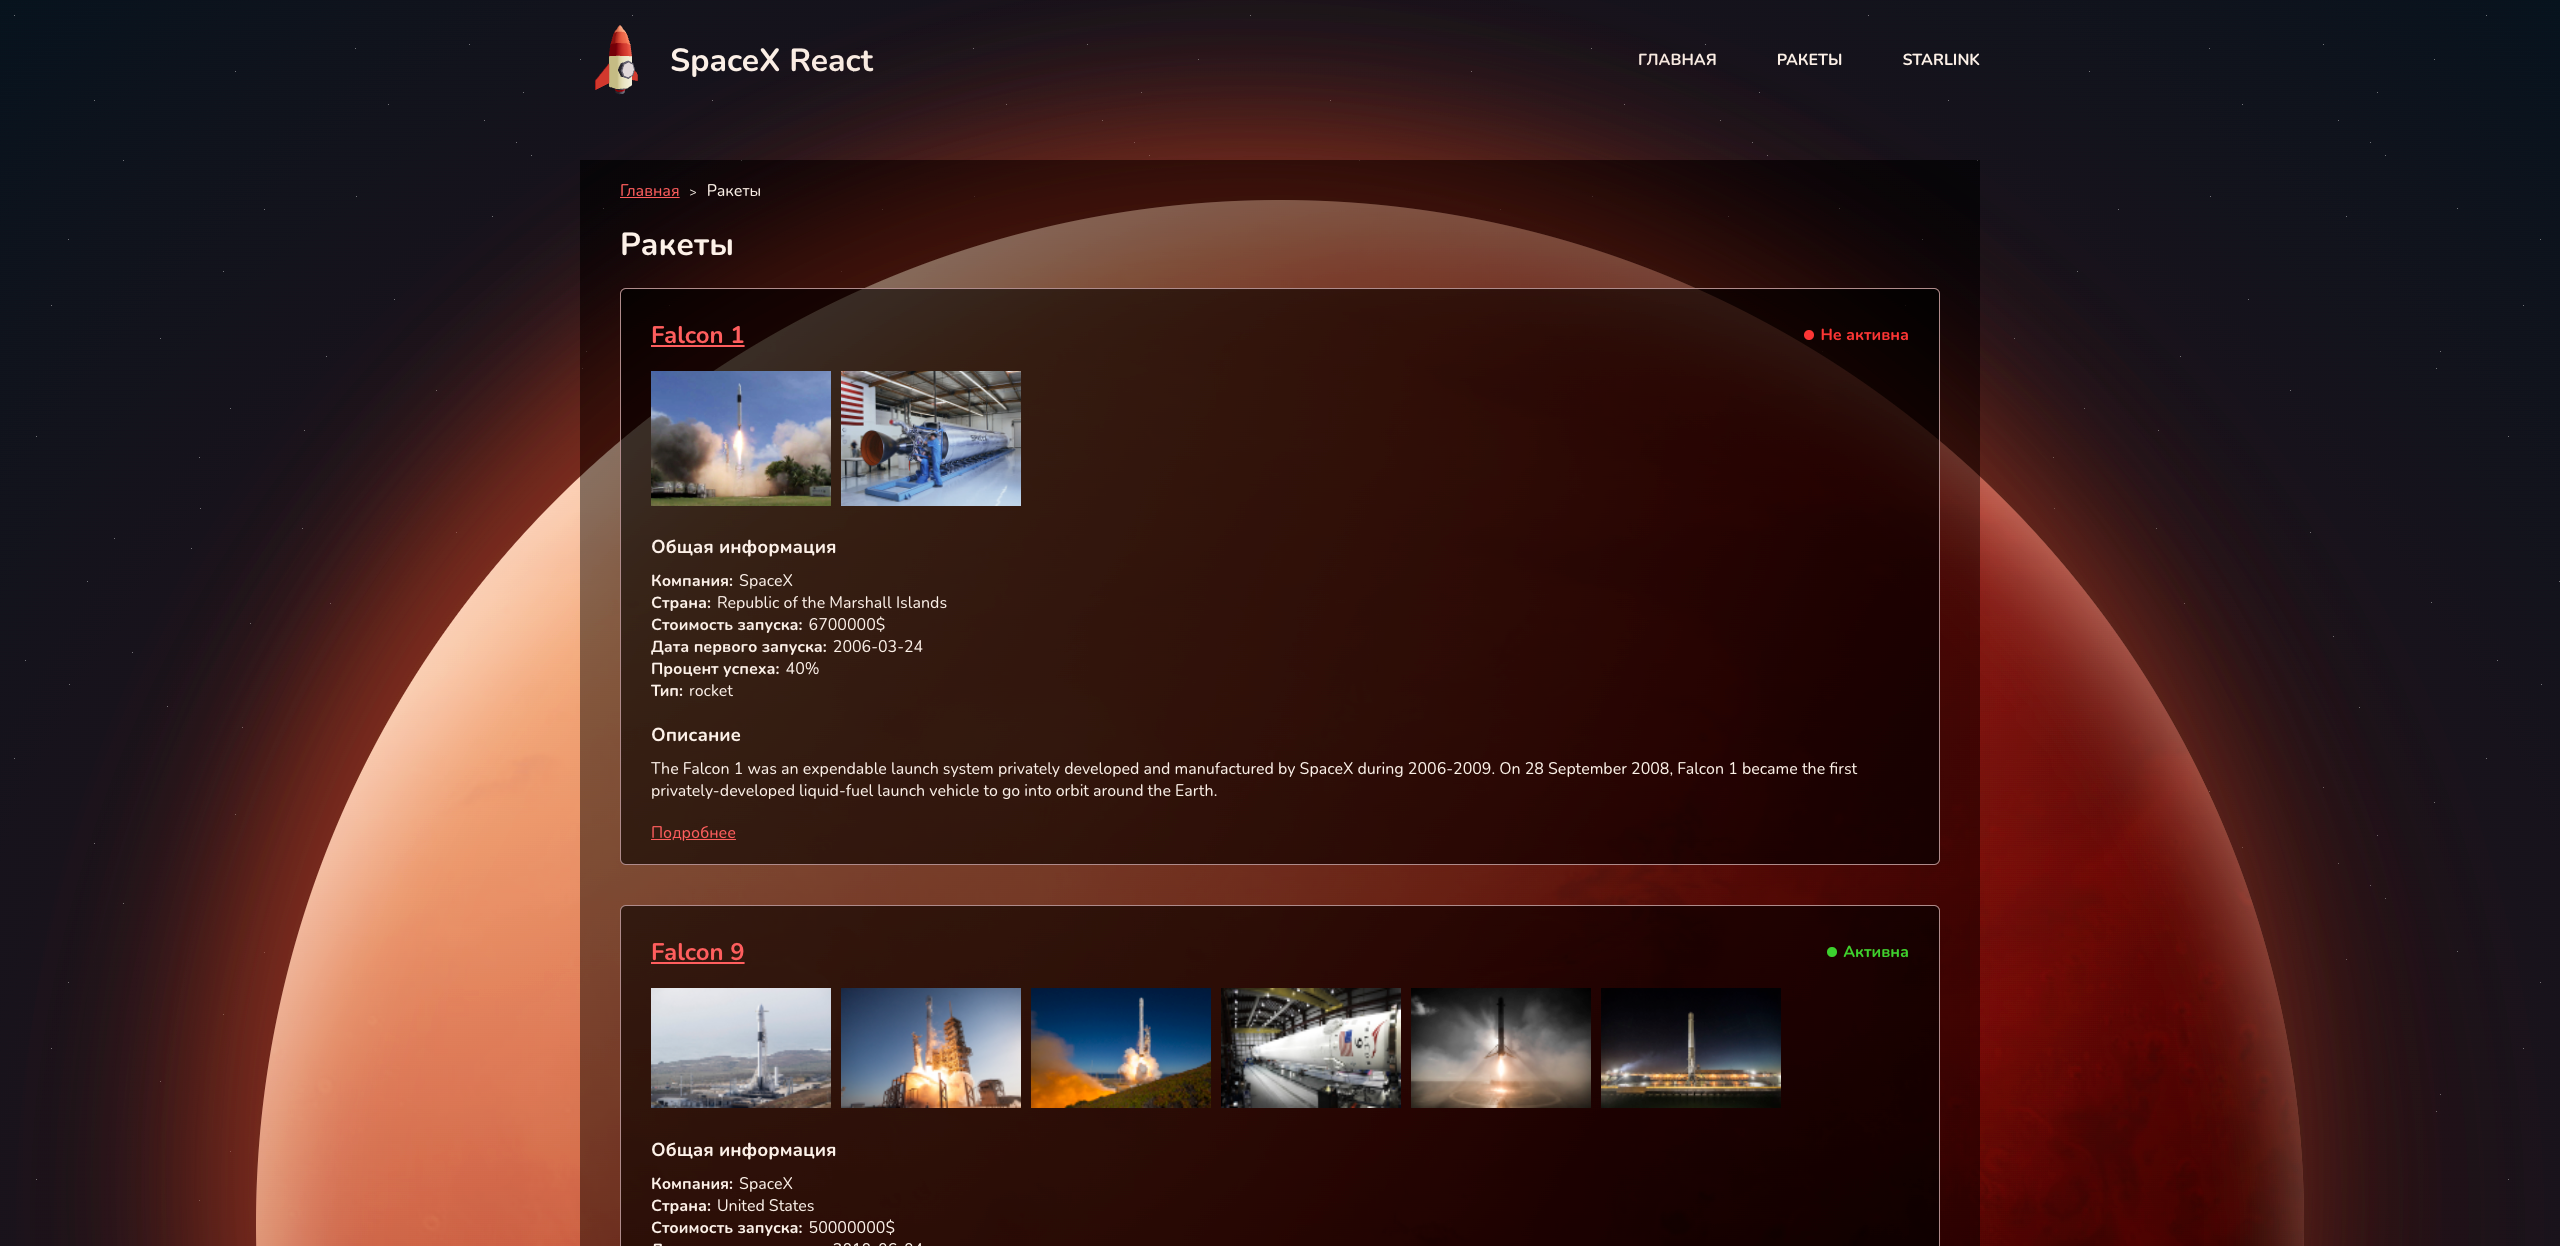 SpaceX React
ГЛАВНАЯ РАКЕТЫ STARLINK
Главная > Ракеты
Ракеты
Falcon 1
Не активна
Общая информация
Компания: SpaceX
Страна: Republic of the Marshall Islands
Стоимость запуска: 6700000$
Дата первого запуска: 2006-03-24
Процент успеха: 40%
Тип: rocket
Описание
The Falcon 1 was an expendable launch system privately developed and manufactured by SpaceX during 2006-2009. On 28 September 2008, Falcon 1 became the first
privately-developed liquid-fuel launch vehicle to go into orbit around the Earth.
Подробнее
Falcon 9
Активна
Общая информация
Компания: SpaceX
Страна: United States
Стоимость запуска: 50000000$